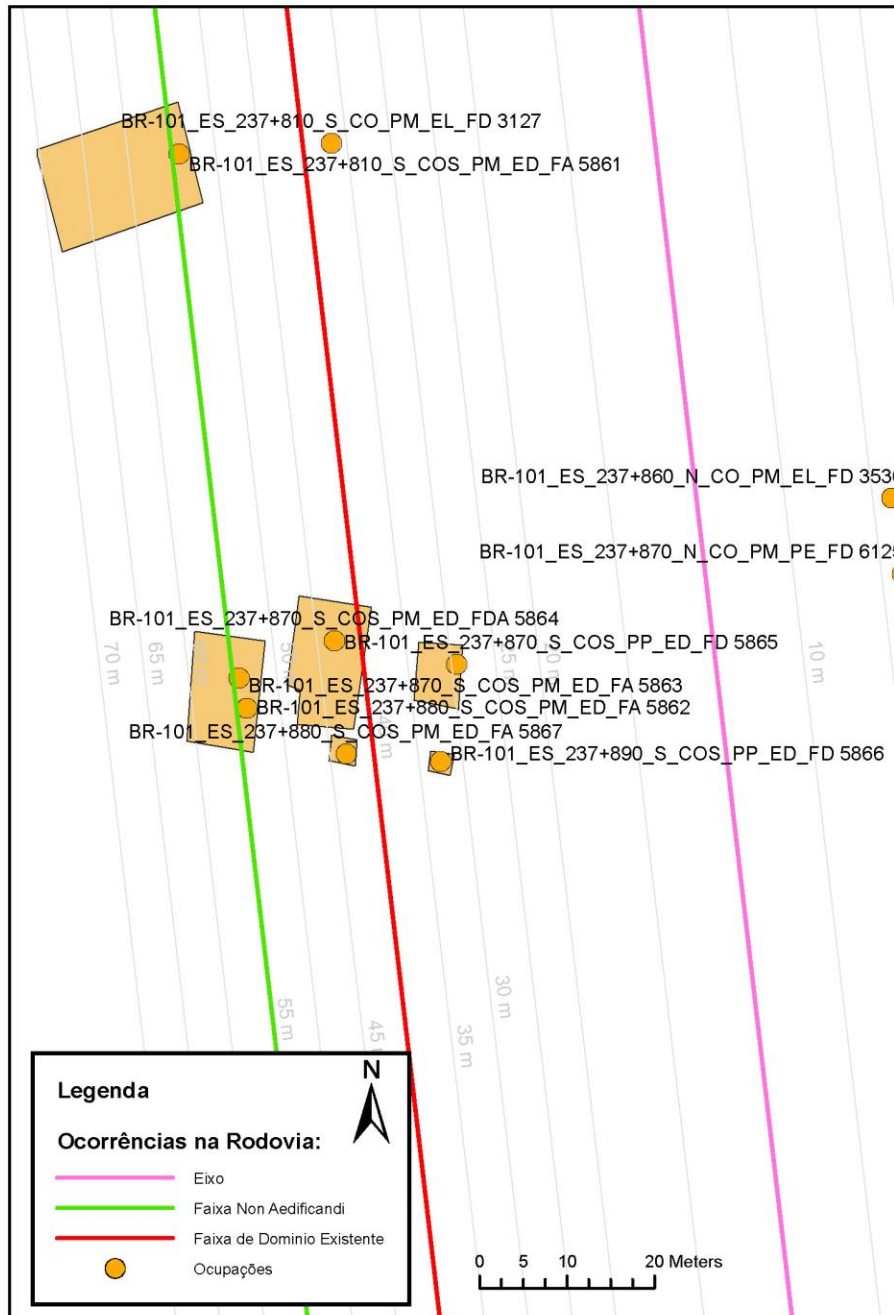 BR-101_ES_237+810_S_CO_PM_EL_FD 3127
BR-101_ES_237+810_S_COS_PM_ED_FA 5861
BR-101_ES_237+860_N_CO_PM_EL_FD 3530
BR-101_ES_237+870_N_CO_PM_PE_FD 6125
BR-101_ES_237+870_S_COS_PM_ED_FDA 5864
BR-101_ES_237+870_S_COS_PP_ED_FD 5865
70 m
65 m
10 m
BR-101_ES_237+870_S_COS_PM_ED_FA 5863
BR-101_ES_237+880_S_COS_PM_ED_FA 5862
BR-101_ES_237+880_S_COS_PM_ED_FA 5867
BR-101_ES_237+890_S_COS_PP_ED_FD 5866
30 m
55 m
45 m
35 m
N
Legenda
Ocorrências na Rodovia:
Eixo
Faixa Non Aedificandi
Faixa de Dominio Existente
Ocupações
0 5 10 20 Meters